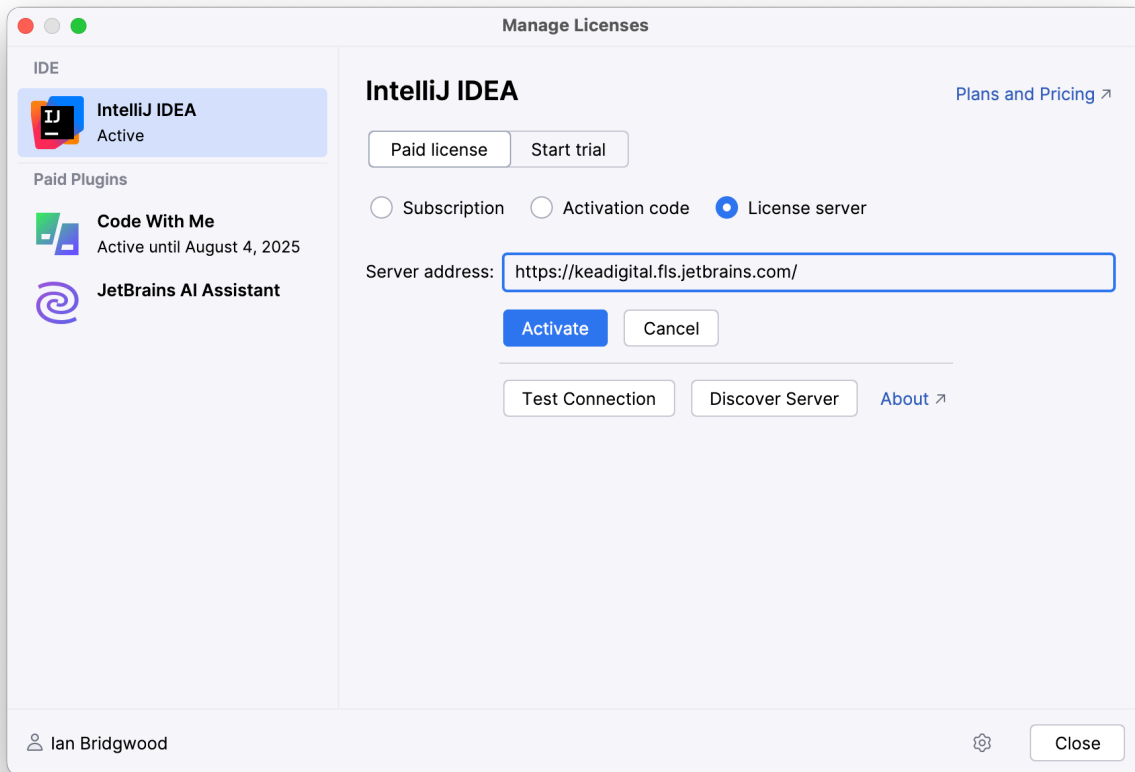 Manage Licenses
IDE
IJ
IntelliJ IDEA
Active
Paid Plugins
Code With Me
Active until August 4, 2025
JetBrains AI Assistant
IntelliJ IDEA
Plans and Pricing ↗
Paid license
Start trial
Subscription
Activation code
License server
Server address: https://keadigital.fls.jetbrains.com/
Activate
Cancel
Test Connection
Discover Server
About ↗
Ian Bridgwood
Close